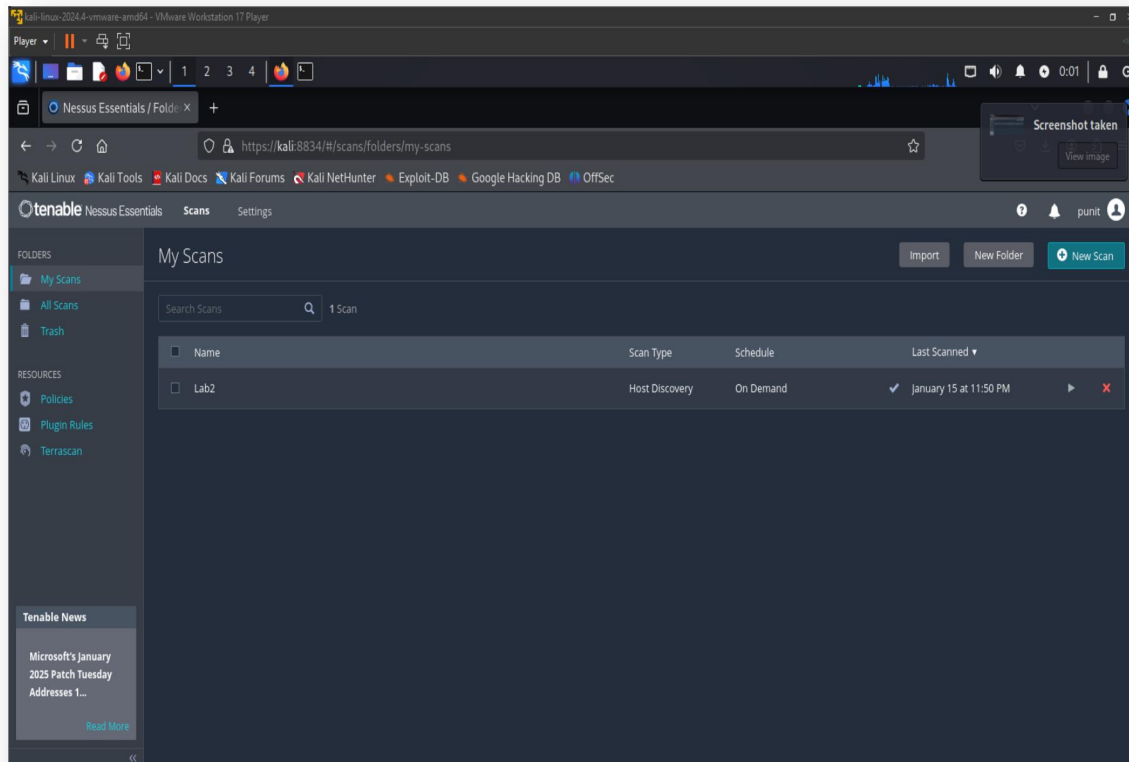 kali-linux-2024.4-vmware-amd64 - VMware Workstation 17 Player
Player
1 2 3 4 0:01
Nessus Essentials / Folde
Screenshot taken
View image
https://kali:8834/#/scans/folders/my-scans
Kali Linux Kali Tools Kali Docs Kali Forums Kali NetHunter Exploit-DB Google Hacking DB OffSec
tenable Nessus Essentials Scans Settings punit
FOLDERS
My Scans
All Scans
Trash
RESOURCES
Policies
Plugin Rules
Terrascan
My Scans Import New Folder New Scan
Search Scans 1 Scan
Name Scan Type Schedule Last Scanned
Lab2 Host Discovery On Demand January 15 at 11:50 PM
Tenable News
Microsoft's January
2025 Patch Tuesday
Addresses 1...
Read More